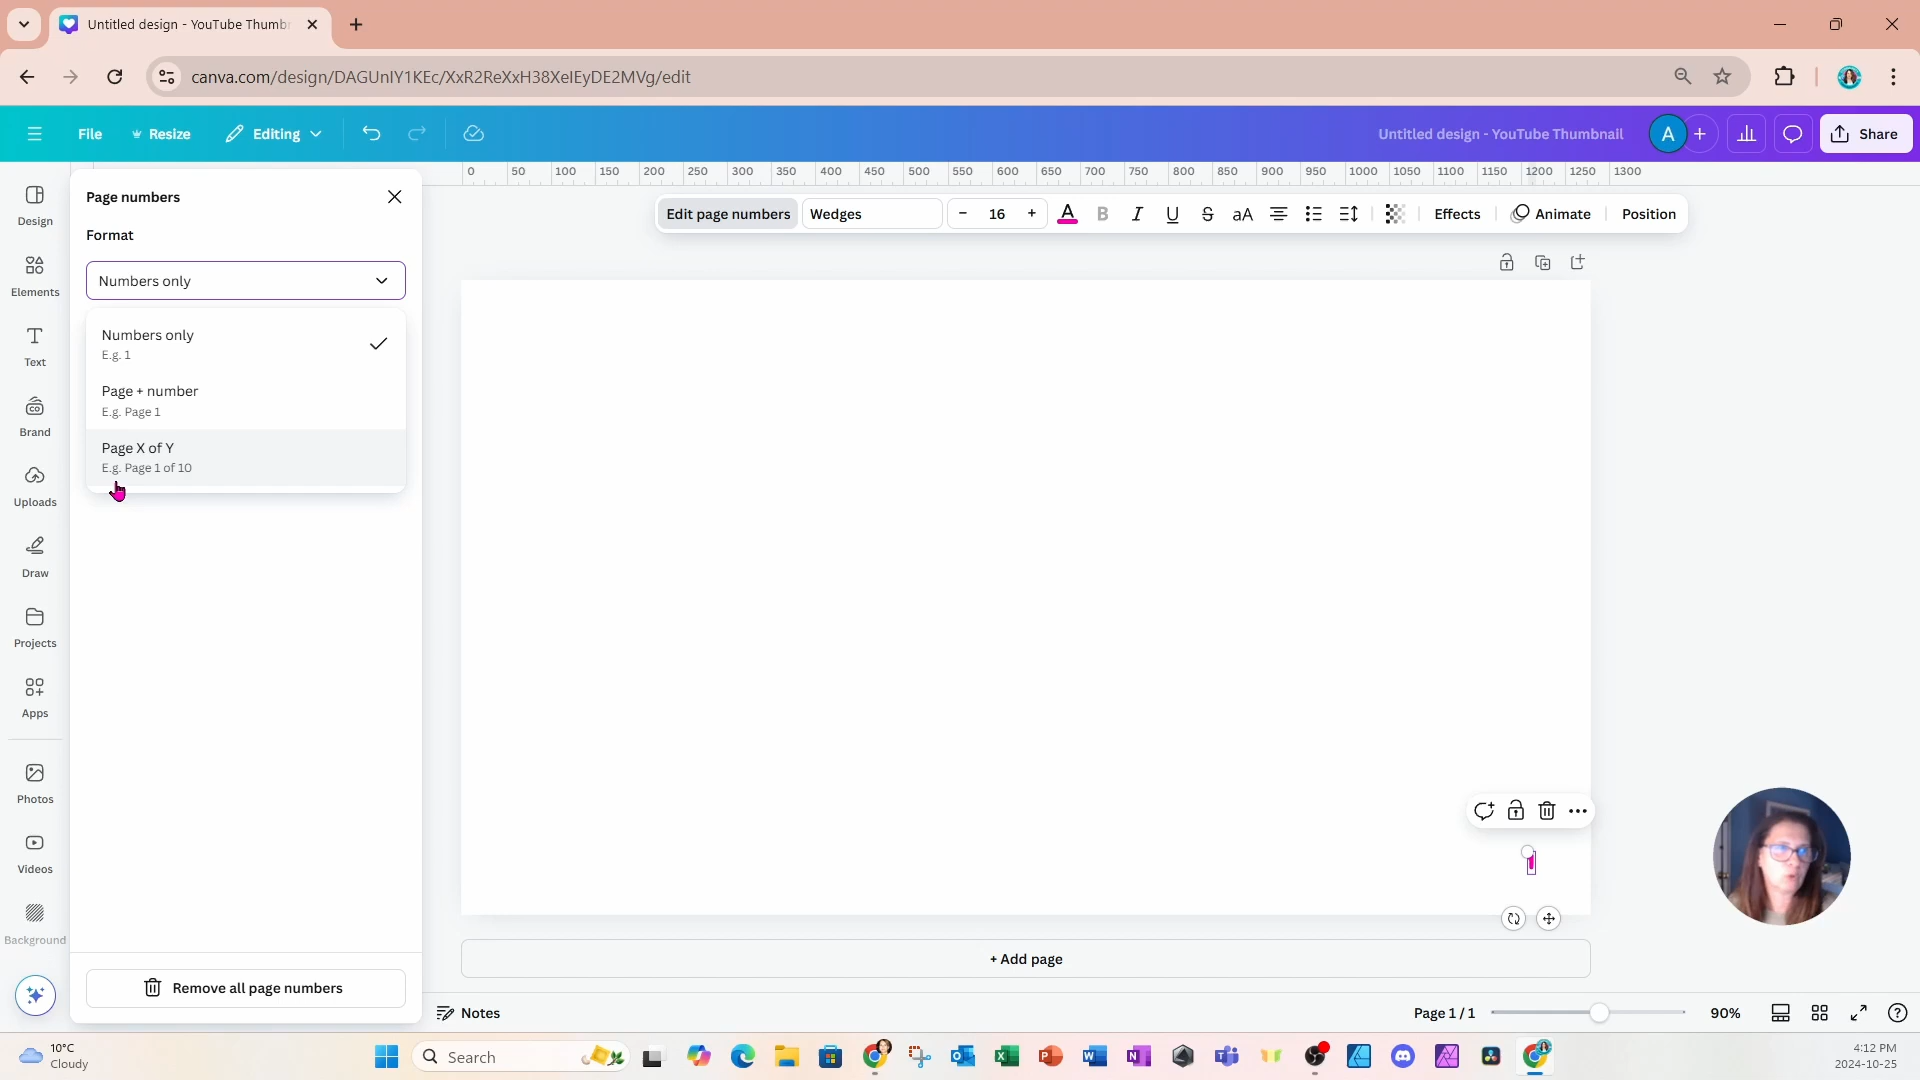 Untitled design - YouTube Thumb
canva.com/design/DAGUnIY1KEc/XxR2ReXxH38XeIEyDE2MVg/edit
File
Resize
Editing
Untitled design - YouTube Thumbnail
A
Share
0 50 100 150 200 250 300 350 400 450 500 550 600 650 700 750 800 850 900 950 1000 1050 1100 1150 1200 1250 1300
Design
Elements
Text
Brand
Uploads
Draw
Projects
Apps
Photos
Videos
Background
Page numbers
Format
Numbers only
Numbers only
E.g. 1
Page + number
E.g. Page 1
Page X of Y
E.g. Page 1 of 10
Remove all page numbers
Edit page numbers
Wedges
16
A B I U S aA
Effects
Animate
Position
1
+ Add page
Notes
Page 1 / 1
90%
10°C
Cloudy
Search
4:12 PM
2024-10-25